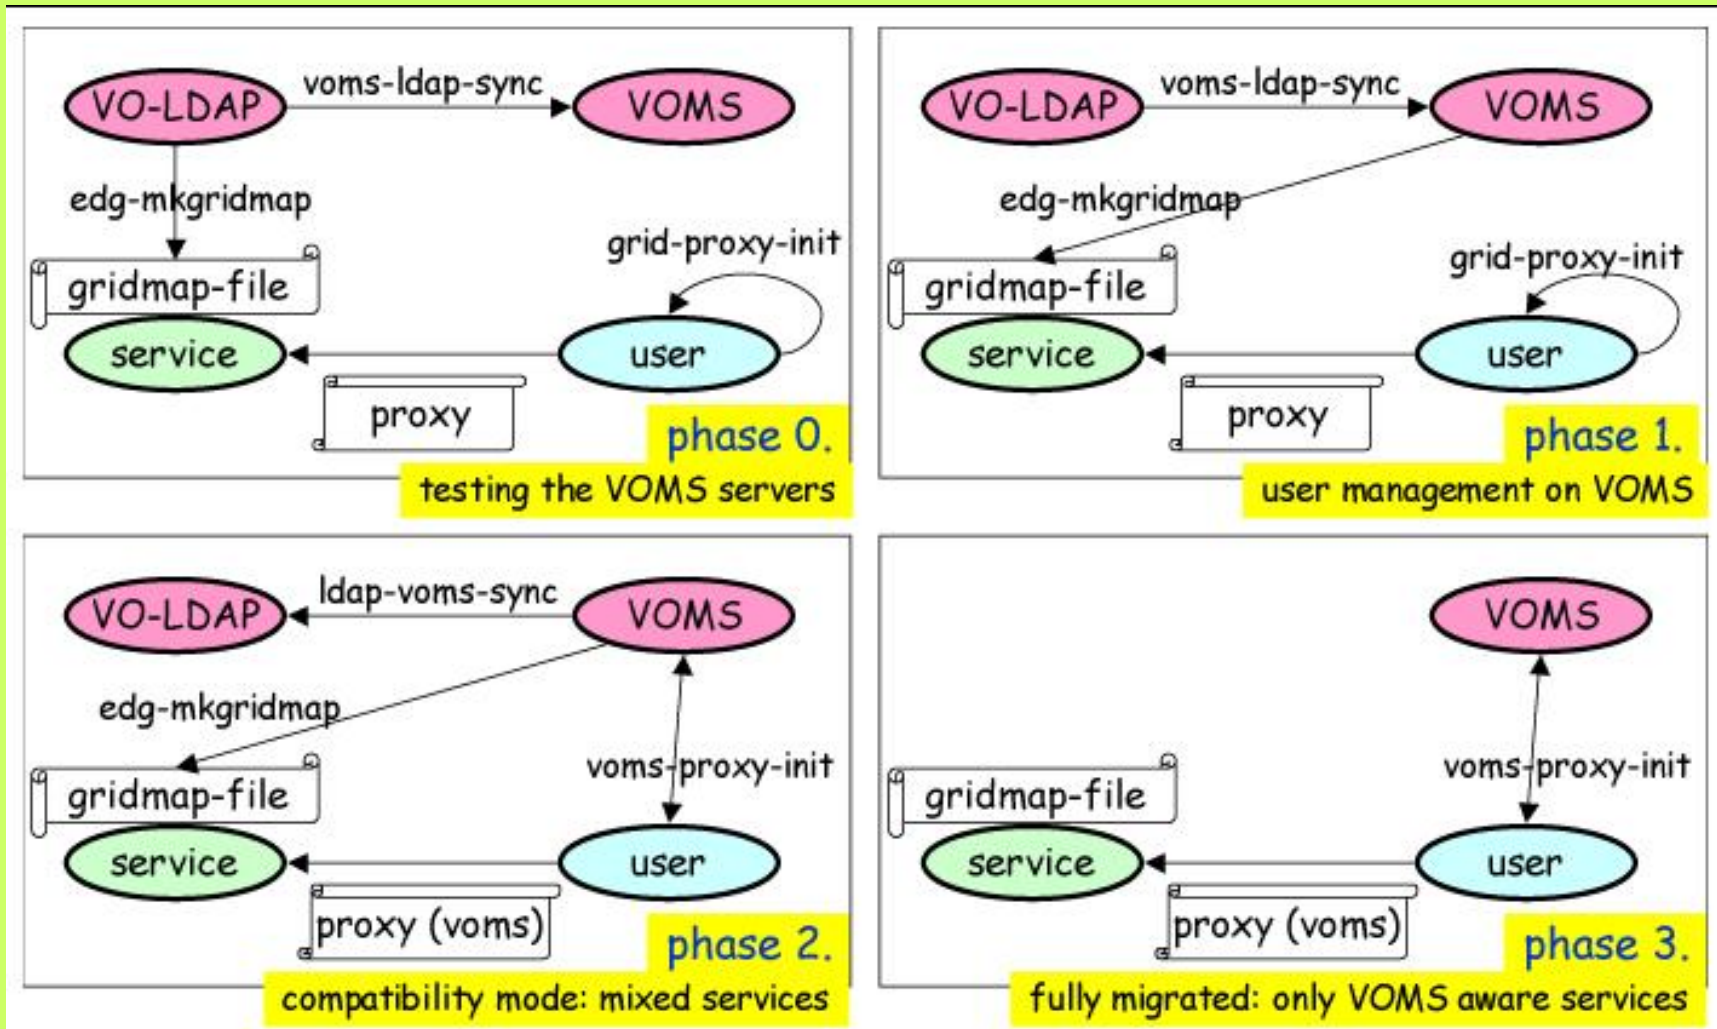 VO-LDAP
voms-ldap-sync
VOMS
edg-mkgridmap
grid-proxy-init
gridmap-file
service
user
proxy
phase 0.
testing the VOMS servers
VO-LDAP
voms-ldap-sync
VOMS
edg-mkgridmap
grid-proxy-init
gridmap-file
service
user
proxy
phase 1.
user management on VOMS
VO-LDAP
ldap-voms-sync
VOMS
edg-mkgridmap
voms-proxy-init
gridmap-file
service
user
proxy (voms)
phase 2.
compatibility mode: mixed services
VOMS
voms-proxy-init
gridmap-file
service
user
proxy (voms)
phase 3.
fully migrated: only VOMS aware services